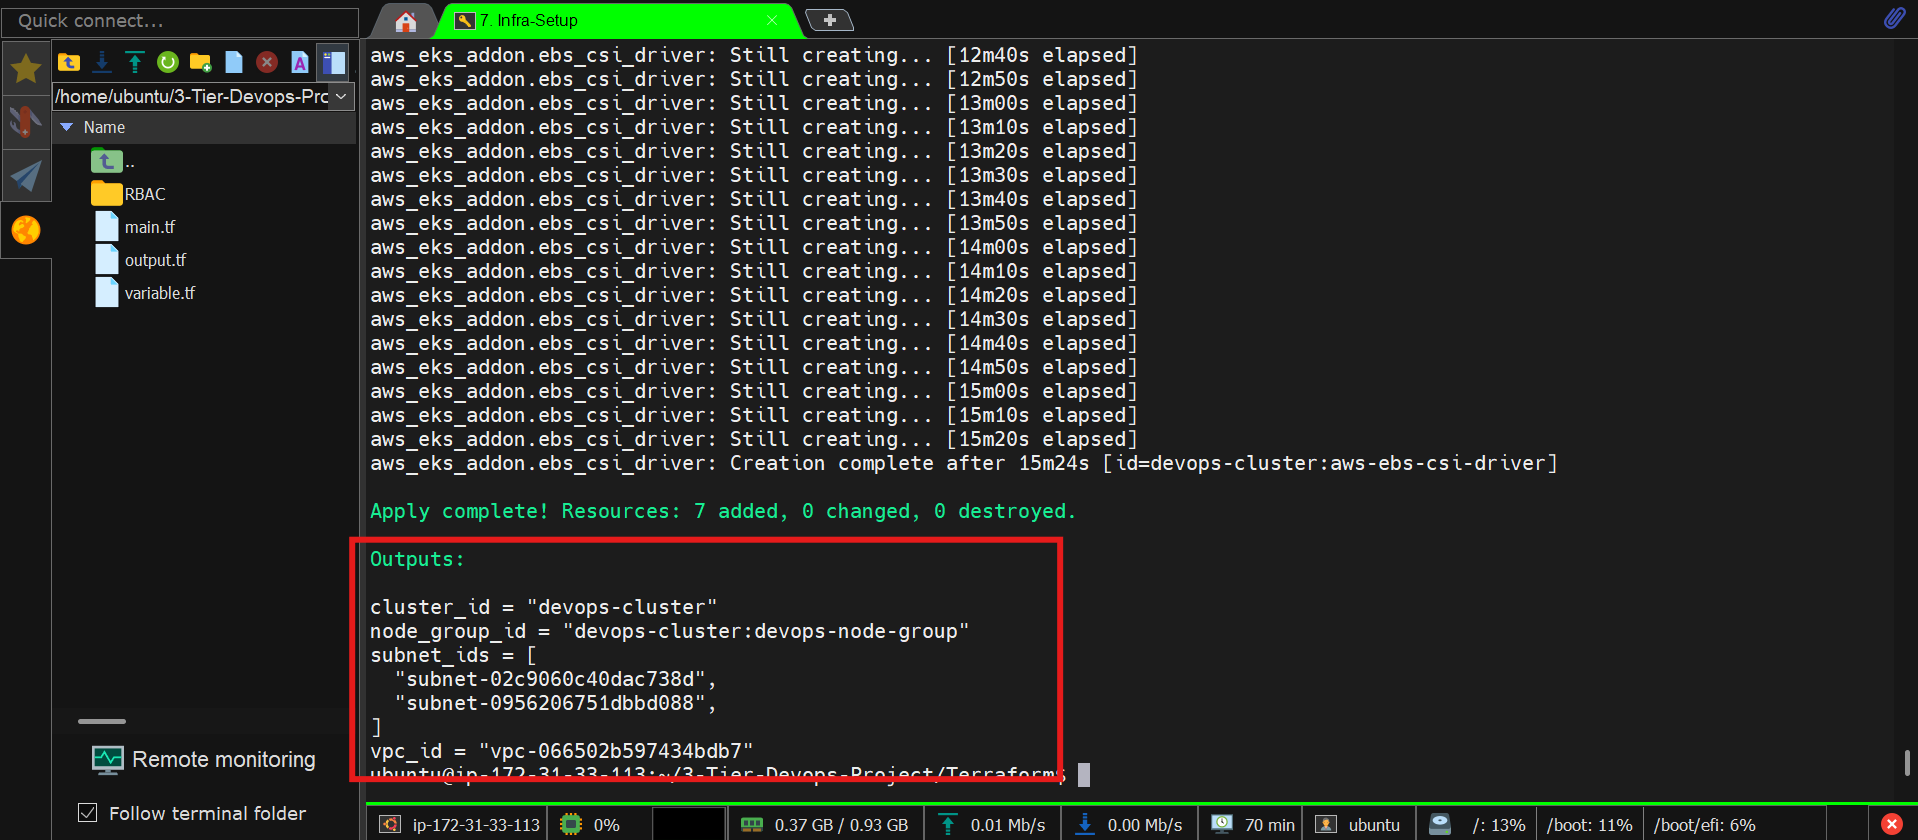 Quick connect...
7. Infra-Setup
/home/ubuntu/3-Tier-Devops-Prc
Name
..
RBAC
main.tf
output.tf
variable.tf
Remote monitoring
Follow terminal folder
aws_eks_addon.ebs_csi_driver: Still creating... [12m40s elapsed]
aws_eks_addon.ebs_csi_driver: Still creating... [12m50s elapsed]
aws_eks_addon.ebs_csi_driver: Still creating... [13m00s elapsed]
aws_eks_addon.ebs_csi_driver: Still creating... [13m10s elapsed]
aws_eks_addon.ebs_csi_driver: Still creating... [13m20s elapsed]
aws_eks_addon.ebs_csi_driver: Still creating... [13m30s elapsed]
aws_eks_addon.ebs_csi_driver: Still creating... [13m40s elapsed]
aws_eks_addon.ebs_csi_driver: Still creating... [13m50s elapsed]
aws_eks_addon.ebs_csi_driver: Still creating... [14m00s elapsed]
aws_eks_addon.ebs_csi_driver: Still creating... [14m10s elapsed]
aws_eks_addon.ebs_csi_driver: Still creating... [14m20s elapsed]
aws_eks_addon.ebs_csi_driver: Still creating... [14m30s elapsed]
aws_eks_addon.ebs_csi_driver: Still creating... [14m40s elapsed]
aws_eks_addon.ebs_csi_driver: Still creating... [14m50s elapsed]
aws_eks_addon.ebs_csi_driver: Still creating... [15m00s elapsed]
aws_eks_addon.ebs_csi_driver: Still creating... [15m10s elapsed]
aws_eks_addon.ebs_csi_driver: Still creating... [15m20s elapsed]
aws_eks_addon.ebs_csi_driver: Creation complete after 15m24s [id=devops-cluster:aws-ebs-csi-driver]
Apply complete! Resources: 7 added, 0 changed, 0 destroyed.
Outputs:
cluster_id = "devops-cluster"
node_group_id = "devops-cluster:devops-node-group"
subnet_ids = [
"subnet-02c9060c40dac738d",
"subnet-0956206751dbbd088",
]
vpc_id = "vpc-066502b597434bdb7"
ubuntu@ip-172-31-33-113:~/3-Tier-Devops-Project/Terraform$
ip-172-31-33-113 0% 0.37 GB / 0.93 GB 0.01 Mb/s 0.00 Mb/s 70 min ubuntu /: 13% /boot: 11% /boot/efi: 6%